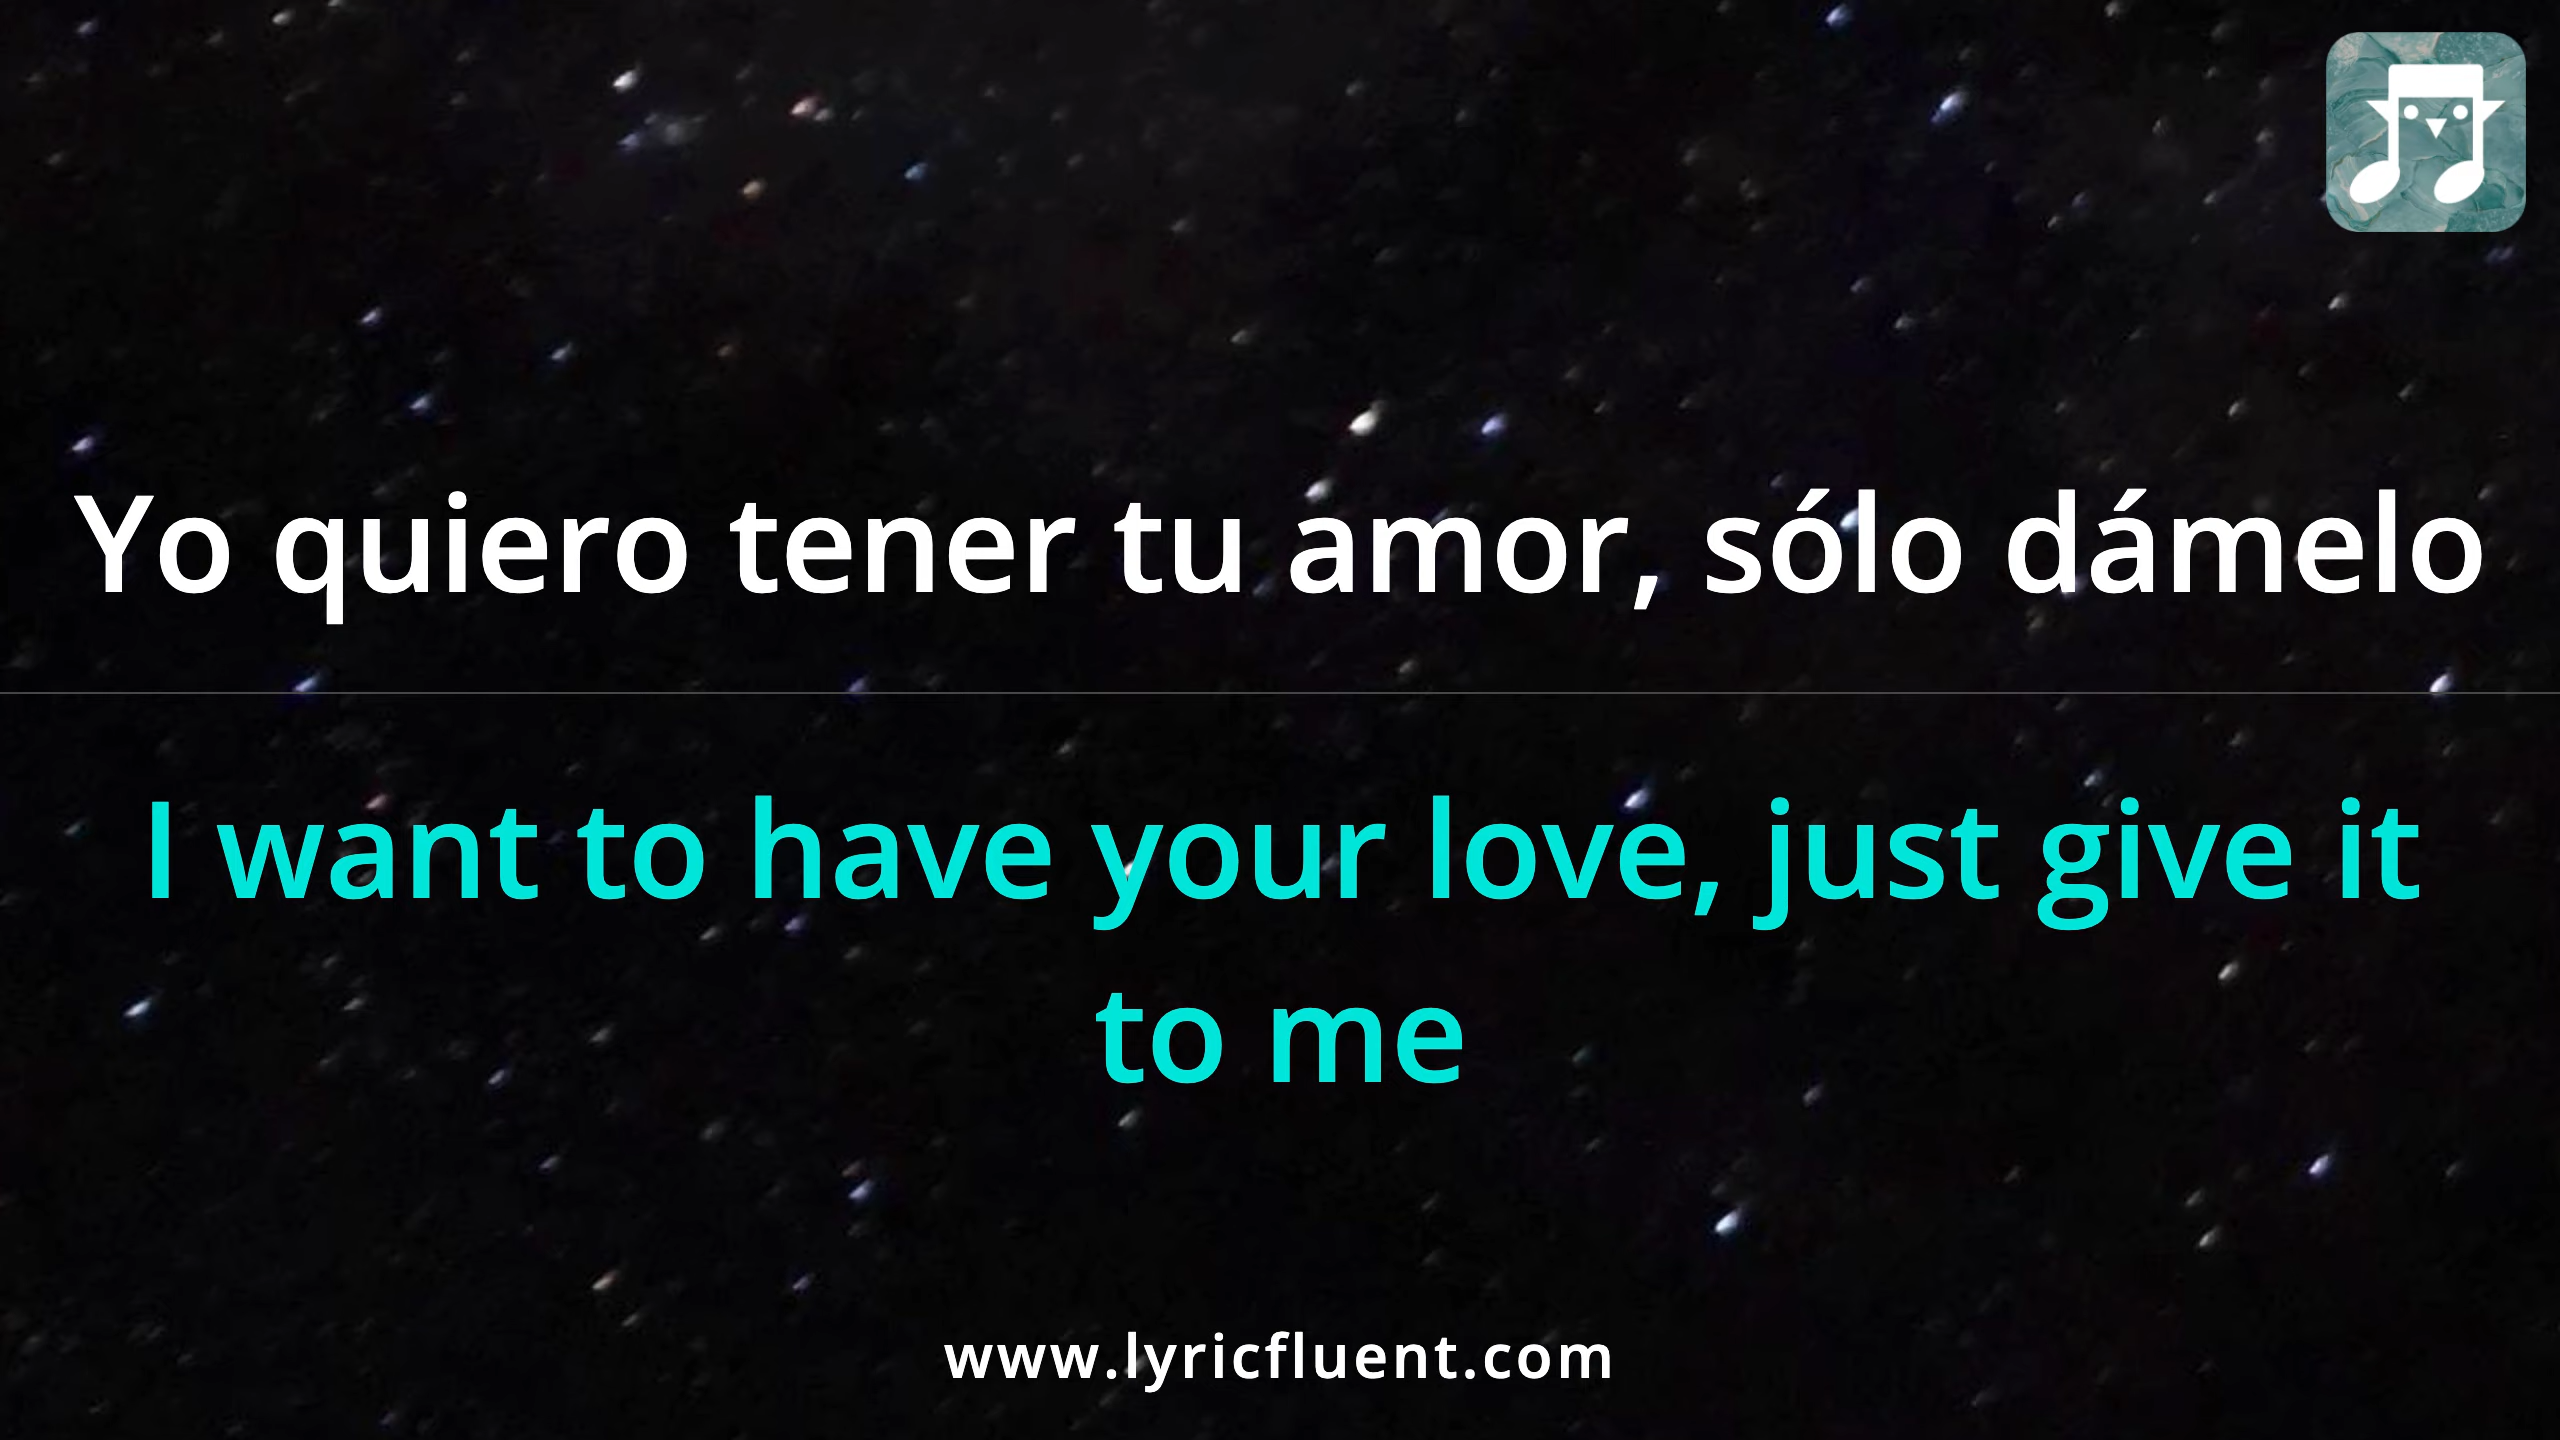 Yo quiero tener tu amor, sólo dámelo
I want to have your love, just give it
to me
www.lyricfluent.com